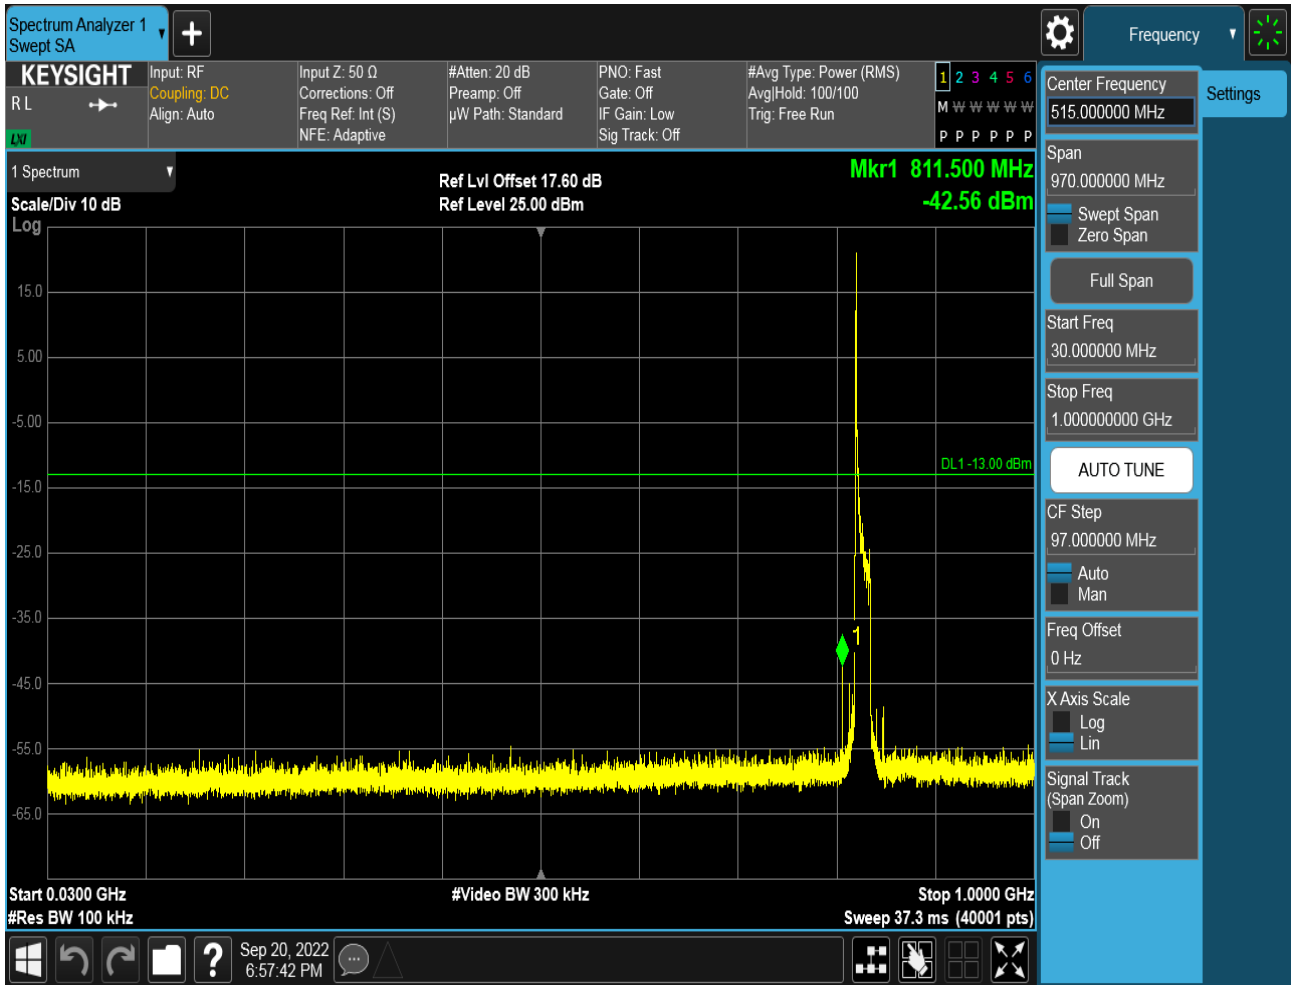 Spectrum Analyzer 1
Swept SA
Frequency
KEYSIGHT
R L
LXI
Input: RF
Coupling: DC
Align: Auto
Input Z: 50 Ω
Corrections: Off
Freq Ref: Int (S)
NFE: Adaptive
#Atten: 20 dB
Preamp: Off
µW Path: Standard
PNO: Fast
Gate: Off
IF Gain: Low
Sig Track: Off
#Avg Type: Power (RMS)
Avg|Hold: 100/100
Trig: Free Run
1 2 3 4 5 6
M W W W W W
P P P P P P
1 Spectrum
Scale/Div 10 dB
Log
Ref Lvl Offset 17.60 dB
Ref Level 25.00 dBm
Mkr1 811.500 MHz
-42.56 dBm
15.0
5.00
-5.00
-15.0
-25.0
-35.0
-45.0
-55.0
-65.0
DL1 -13.00 dBm
1
Start 0.0300 GHz
#Res BW 100 kHz
#Video BW 300 kHz
Stop 1.0000 GHz
Sweep 37.3 ms (40001 pts)
Center Frequency
515.000000 MHz
Span
970.000000 MHz
Swept Span
Zero Span
Full Span
Start Freq
30.000000 MHz
Stop Freq
1.000000000 GHz
AUTO TUNE
CF Step
97.000000 MHz
Auto
Man
Freq Offset
0 Hz
X Axis Scale
Log
Lin
Signal Track
(Span Zoom)
On
Off
Settings
?
Sep 20, 2022
6:57:42 PM